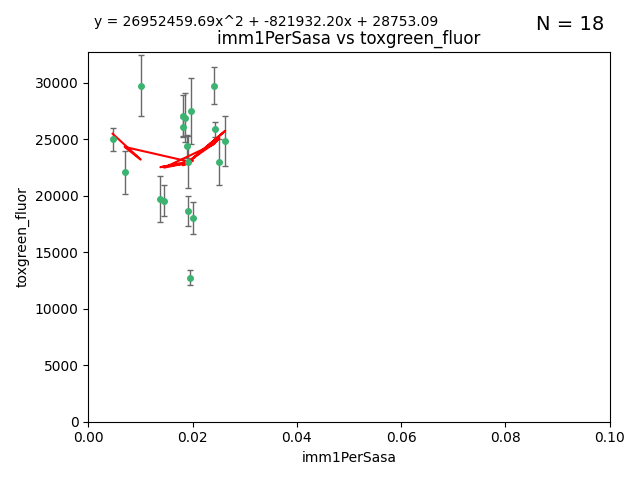 y = 26952459.69x^2 + -821932.20x + 28753.09
N = 18
imm1PerSasa vs toxgreen_fluor
30000
25000
20000
15000
10000
5000
0
toxgreen_fluor
0.00 0.02 0.04 0.06 0.08 0.10
imm1PerSasa